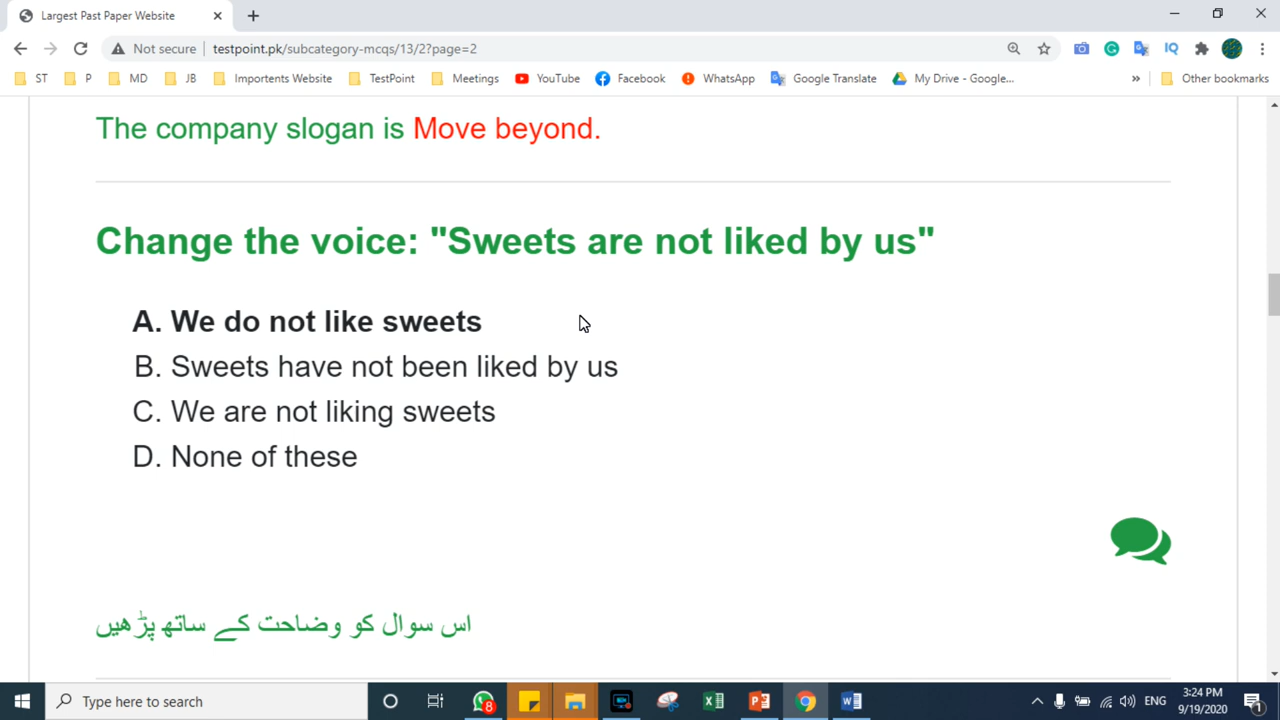 Largest Past Paper Website
Not secure
testpoint.pk/subcategory-mcqs/13/2?page=2
IQ
ST
P
MD
JB
Importents Website
TestPoint
Meetings
YouTube
Facebook
WhatsApp
Google Translate
My Drive - Google...
»
Other bookmarks
The company slogan is Move beyond.
Change the voice: "Sweets are not liked by us"
A. We do not like sweets
B. Sweets have not been liked by us
C. We are not liking sweets
D. None of these
اس سوال کو وضاحت کے ساتھ پڑھیں
Type here to search
8
ENG
3:24 PM
9/19/2020
1